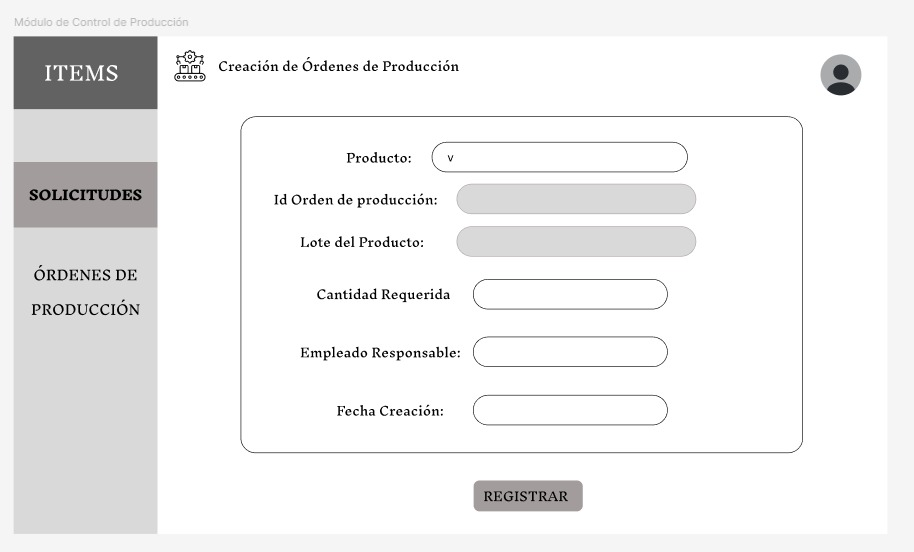 Módulo de Control de Producción
ITEMS
Creación de Órdenes de Producción
SOLICITUDES
ÓRDENES DE
PRODUCCIÓN
Producto: v
Id Orden de producción:
Lote del Producto:
Cantidad Requerida
Empleado Responsable:
Fecha Creación:
REGISTRAR